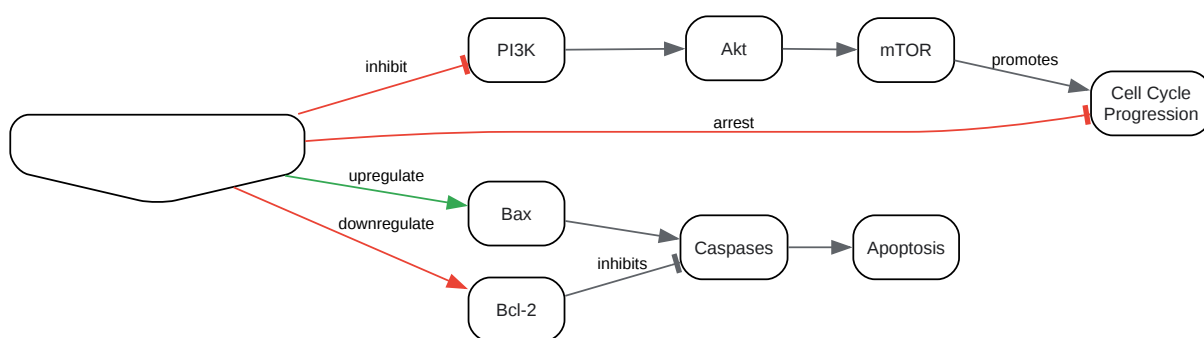 PI3K
Akt
mTOR
inhibit
promotes
Cell Cycle
Progression
arrest
upregulate
Bax
downregulate
Caspases
Apoptosis
inhibits
Bcl-2